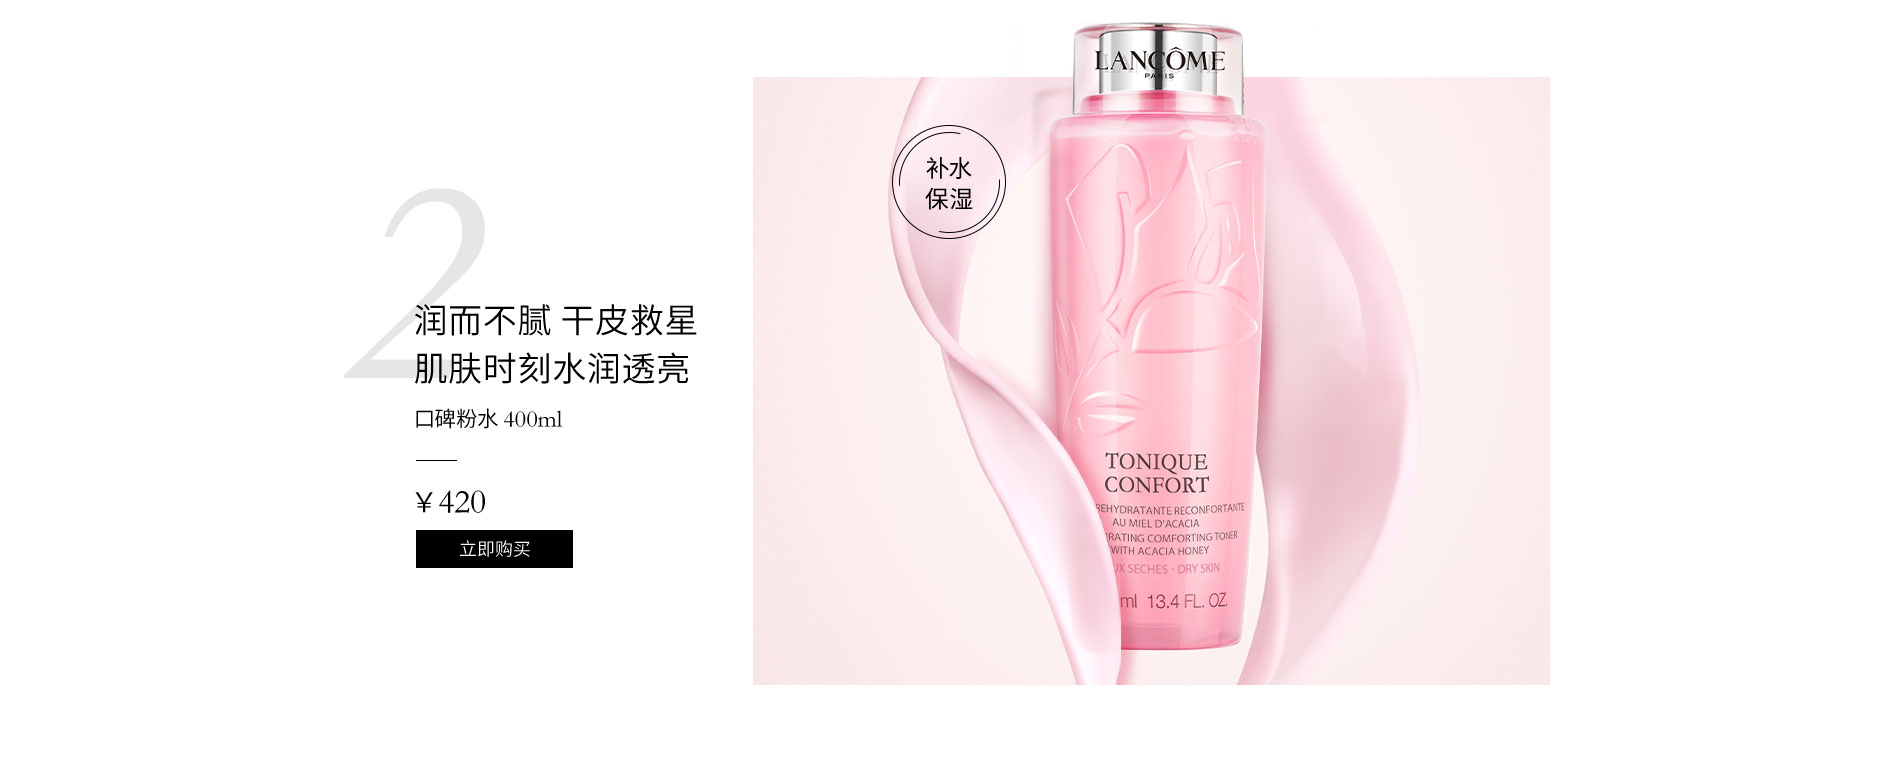 2
润而不腻 干皮救星
肌肤时刻水润透亮
口碑粉水 400ml
¥ 420
立即购买
补水
保湿
LANCÔME
PARIS
TONIQUE
CONFORT
REHYDRATANTE RECONFORTANTE
AU MIEL D'ACACIA
RATING COMFORTING TONER
WITH ACACIA HONEY
UX SECHES - DRY SKIN
ml 13.4 FL. OZ.